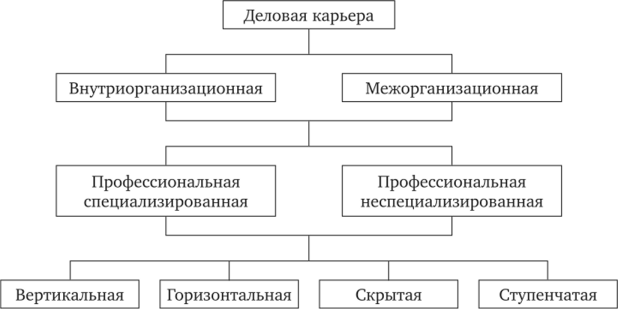 Деловая карьера
Внутриорганизационная
Межорганизационная
Профессиональная
специализированная
Профессиональная
неспециализированная
Вертикальная
Горизонтальная
Скрытая
Ступенчатая